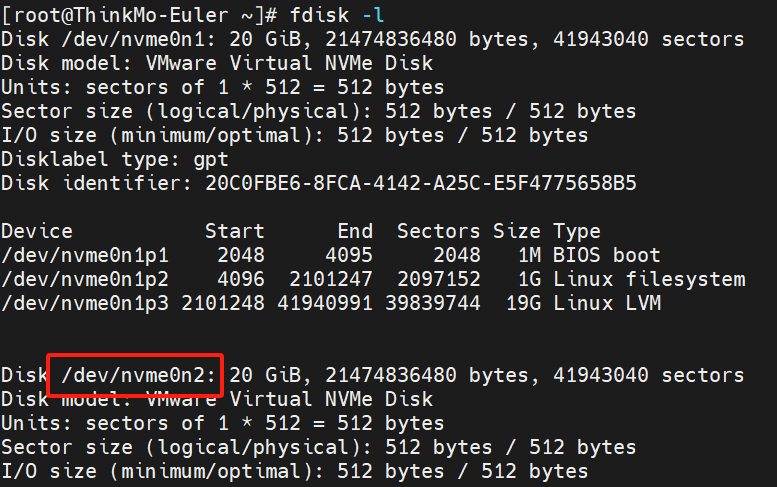 [root@ThinkMo-Euler ~]# fdisk -l
Disk /dev/nvme0n1: 20 GiB, 21474836480 bytes, 41943040 sectors
Disk model: VMware Virtual NVMe Disk
Units: sectors of 1 * 512 = 512 bytes
Sector size (logical/physical): 512 bytes / 512 bytes
I/O size (minimum/optimal): 512 bytes / 512 bytes
Disklabel type: gpt
Disk identifier: 20C0FBE6-8FCA-4142-A25C-E5F4775658B5
Device Start End Sectors Size Type
/dev/nvme0n1p1 2048 4095 2048 1M BIOS boot
/dev/nvme0n1p2 4096 2101247 2097152 1G Linux filesystem
/dev/nvme0n1p3 2101248 41940991 39839744 19G Linux LVM
Disk /dev/nvme0n2: 20 GiB, 21474836480 bytes, 41943040 sectors
Disk model: VMware Virtual NVMe Disk
Units: sectors of 1 * 512 = 512 bytes
Sector size (logical/physical): 512 bytes / 512 bytes
I/O size (minimum/optimal): 512 bytes / 512 bytes